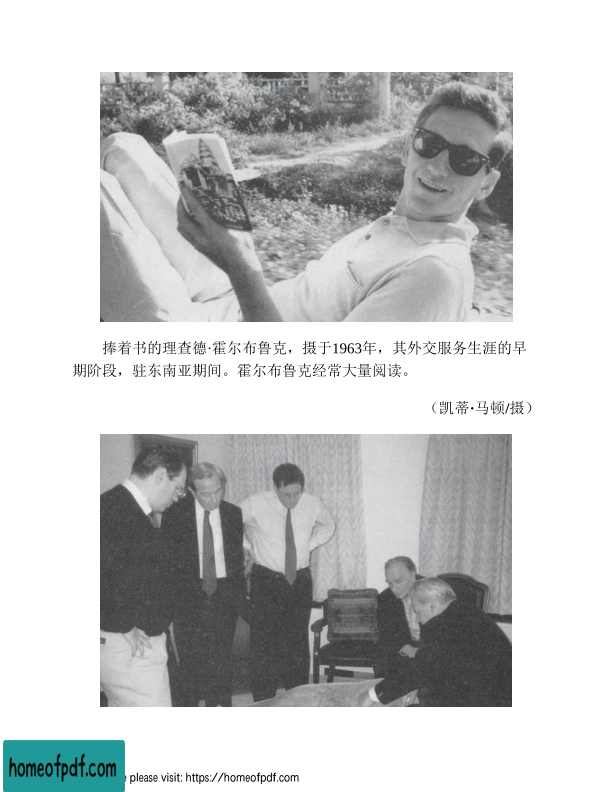 捧着书的理查德·霍尔布鲁克，摄于1963年，其外交服务生涯的早
期阶段，驻东南亚期间。霍尔布鲁克经常大量阅读。
（凯蒂·马顿/摄）
homeofpdf.com
e please visit: https://homeofpdf.com